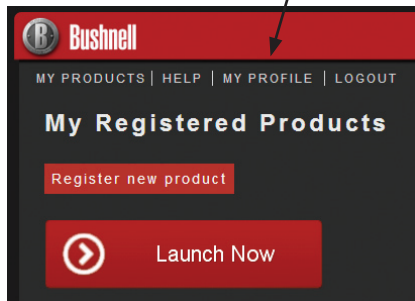 B Bushnell
MY PRODUCTS | HELP | MY PROFILE | LOGOUT
My Registered Products
Register new product
Launch Now